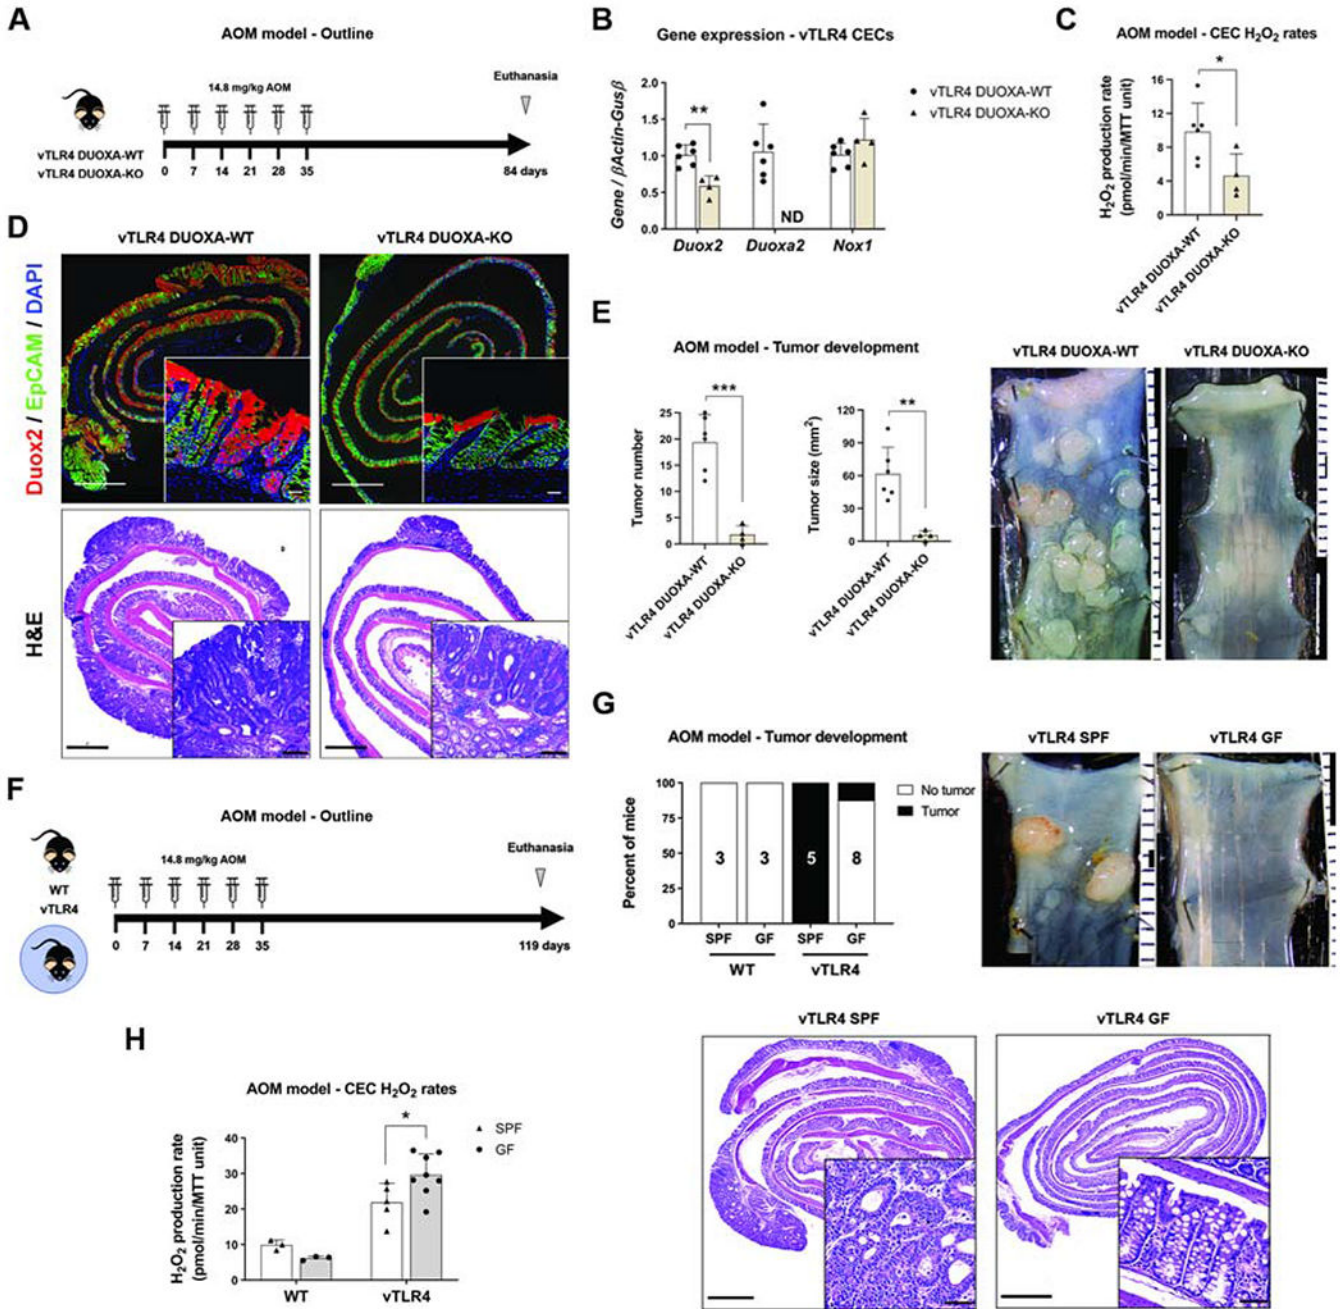 A
AOM model - Outline
14.8 mg/kg AOM
Euthanasia
vTLR4 DUOXA-WT
vTLR4 DUOXA-KO
0 7 14 21 28 35
84 days
B
Gene expression - vTLR4 CECs
Gene / βActin-Gusβ
2.0
1.5
1.0
0.5
0.0
**
ND
Duox2 Duoxa2 Nox1
vTLR4 DUOXA-WT
vTLR4 DUOXA-KO
C
AOM model - CEC H2O2 rates
H2O2 production rate
(pmol/min/MTT unit)
16
12
8
4
0
*
vTLR4 DUOXA-WT
vTLR4 DUOXA-KO
D
vTLR4 DUOXA-WT
vTLR4 DUOXA-KO
Duox2 / EpCAM / DAPI
H&E
E
AOM model - Tumor development
Tumor number
25
20
15
10
5
0
***
vTLR4 DUOXA-WT
vTLR4 DUOXA-KO
Tumor size (mm2)
120
90
60
30
0
**
vTLR4 DUOXA-WT
vTLR4 DUOXA-KO
vTLR4 DUOXA-WT
vTLR4 DUOXA-KO
F
AOM model - Outline
14.8 mg/kg AOM
Euthanasia
WT
vTLR4
0 7 14 21 28 35
119 days
G
AOM model - Tumor development
Percent of mice
100
75
50
25
0
3 3 5 8
SPF GF SPF GF
WT vTLR4
No tumor
Tumor
vTLR4 SPF
vTLR4 GF
vTLR4 SPF
vTLR4 GF
H
AOM model - CEC H2O2 rates
H2O2 production rate
(pmol/min/MTT unit)
40
30
20
10
0
*
WT vTLR4
SPF
GF